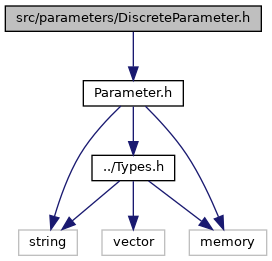 src/parameters/DiscreteParameter.h
Parameter.h
../Types.h
string
vector
memory